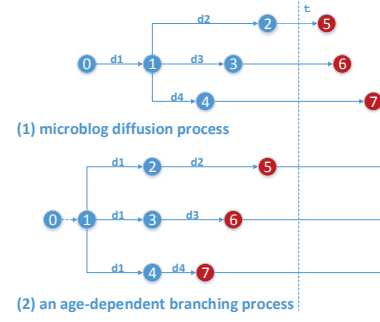 d2 t
2 5
0 d1 1 d3 3 6
d4 4 7
(1) microblog diffusion process
d1 2 d2 5
0 1 d1 3 d3 6
d1 4 d4 7
(2) an age-dependent branching process